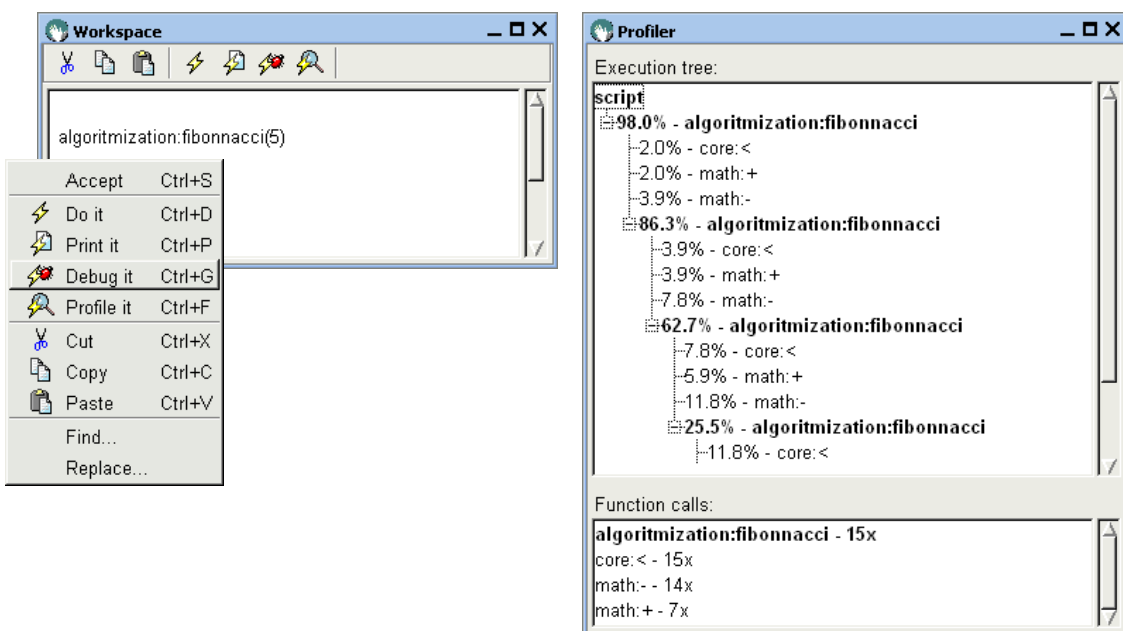 Workspace
algoritmization:fibonnacci(5)
Accept Ctrl+S
Do it Ctrl+D
Print it Ctrl+P
Debug it Ctrl+G
Profile it Ctrl+F
Cut Ctrl+X
Copy Ctrl+C
Paste Ctrl+V
Find...
Replace...
Profiler
Execution tree:
script
98.0% - algoritmization:fibonnacci
2.0% - core:<
2.0% - math:+
3.9% - math:-
86.3% - algoritmization:fibonnacci
3.9% - core:<
3.9% - math:+
7.8% - math:-
62.7% - algoritmization:fibonnacci
7.8% - core:<
5.9% - math:+
11.8% - math:-
25.5% - algoritmization:fibonnacci
11.8% - core:<
Function calls:
algoritmization:fibonnacci - 15x
core:< - 15x
math:- - 14x
math:+ - 7x